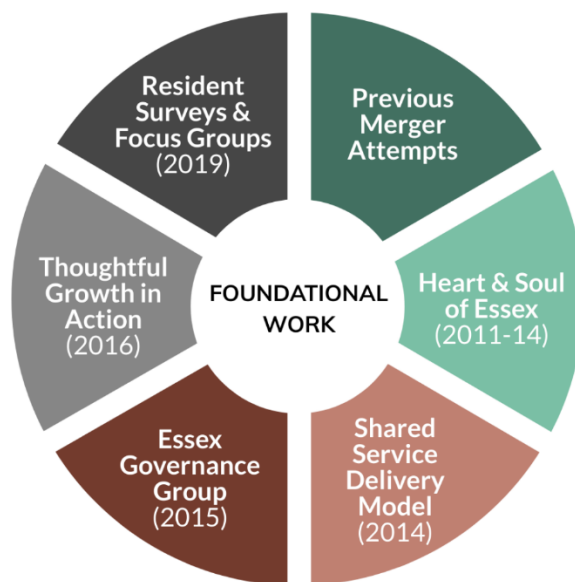 Resident
Surveys &
Focus Groups
(2019)
Previous
Merger
Attempts
Thoughtful
Growth in
Action
(2016)
FOUNDATIONAL
WORK
Heart & Soul
of Essex
(2011-14)
Essex
Governance
Group
(2015)
Shared
Service
Delivery
Model
(2014)